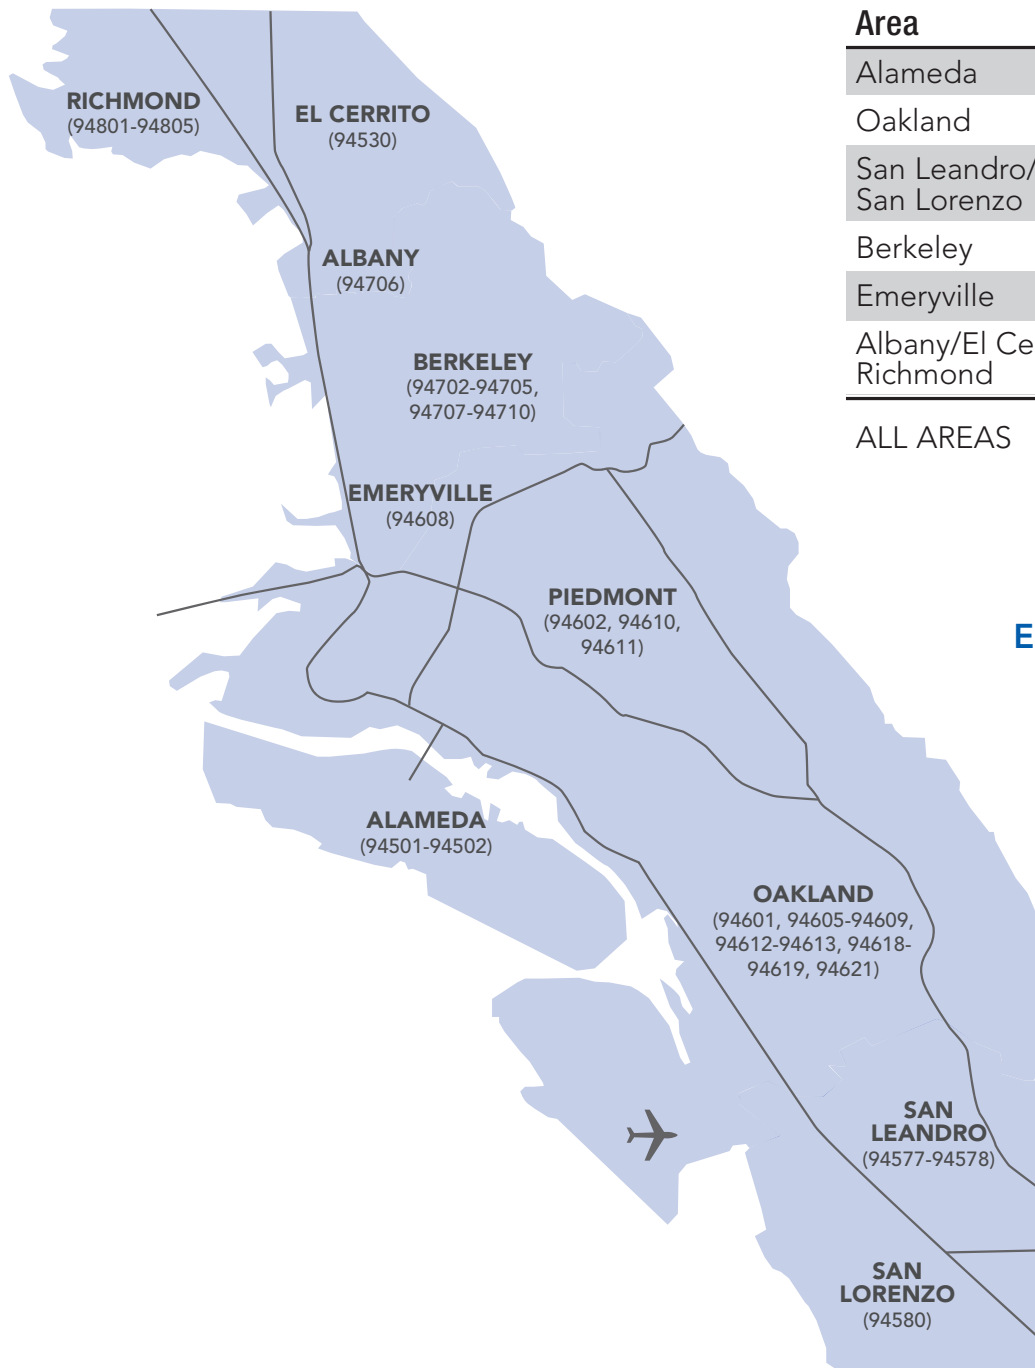 RICHMOND
(94801-94805)
EL CERRITO
(94530)
ALBANY
(94706)
BERKELEY
(94702-94705,
94707-94710)
EMERYVILLE
(94608)
PIEDMONT
(94602, 94610,
94611)
ALAMEDA
(94501-94502)
OAKLAND
(94601, 94605-94609,
94612-94613, 94618-
94619, 94621)
SAN
LEANDRO
(94577-94578)
SAN
LORENZO
(94580)
Area
Alameda
Oakland
San Leandro/
San Lorenzo
Berkeley
Emeryville
Albany/El Ce
Richmond
ALL AREAS
E